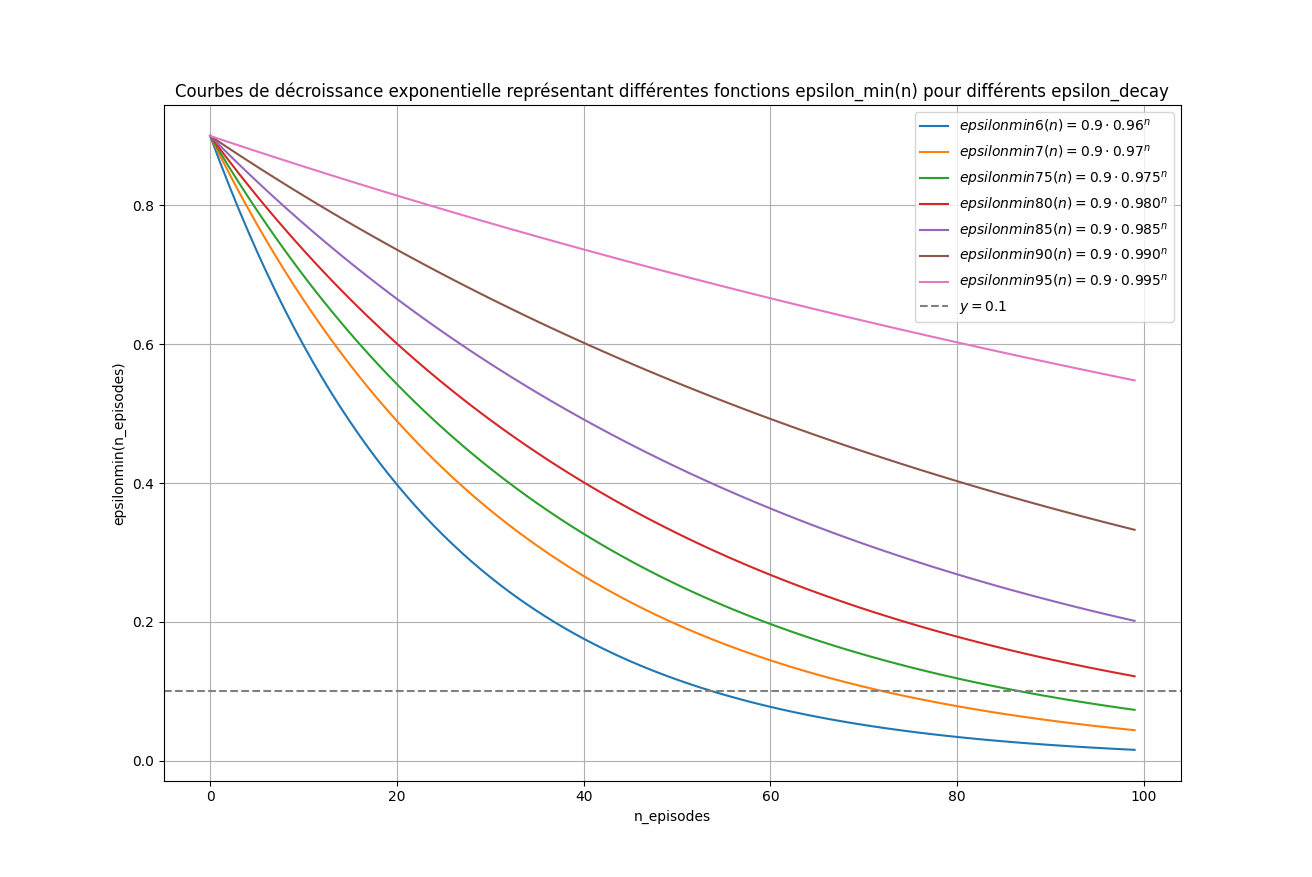 Courbes de décroissance exponentielle représentant différentes fonctions epsilon_min(n) pour différents epsilon_decay
epsilonmin6(n) = 0.9 · 0.96ⁿ
epsilonmin7(n) = 0.9 · 0.97ⁿ
epsilonmin75(n) = 0.9 · 0.975ⁿ
epsilonmin80(n) = 0.9 · 0.980ⁿ
epsilonmin85(n) = 0.9 · 0.985ⁿ
epsilonmin90(n) = 0.9 · 0.990ⁿ
epsilonmin95(n) = 0.9 · 0.995ⁿ
y = 0.1
epsilonmin(n_episodes)
0.8
0.6
0.4
0.2
0.0
0 20 40 60 80 100
n_episodes